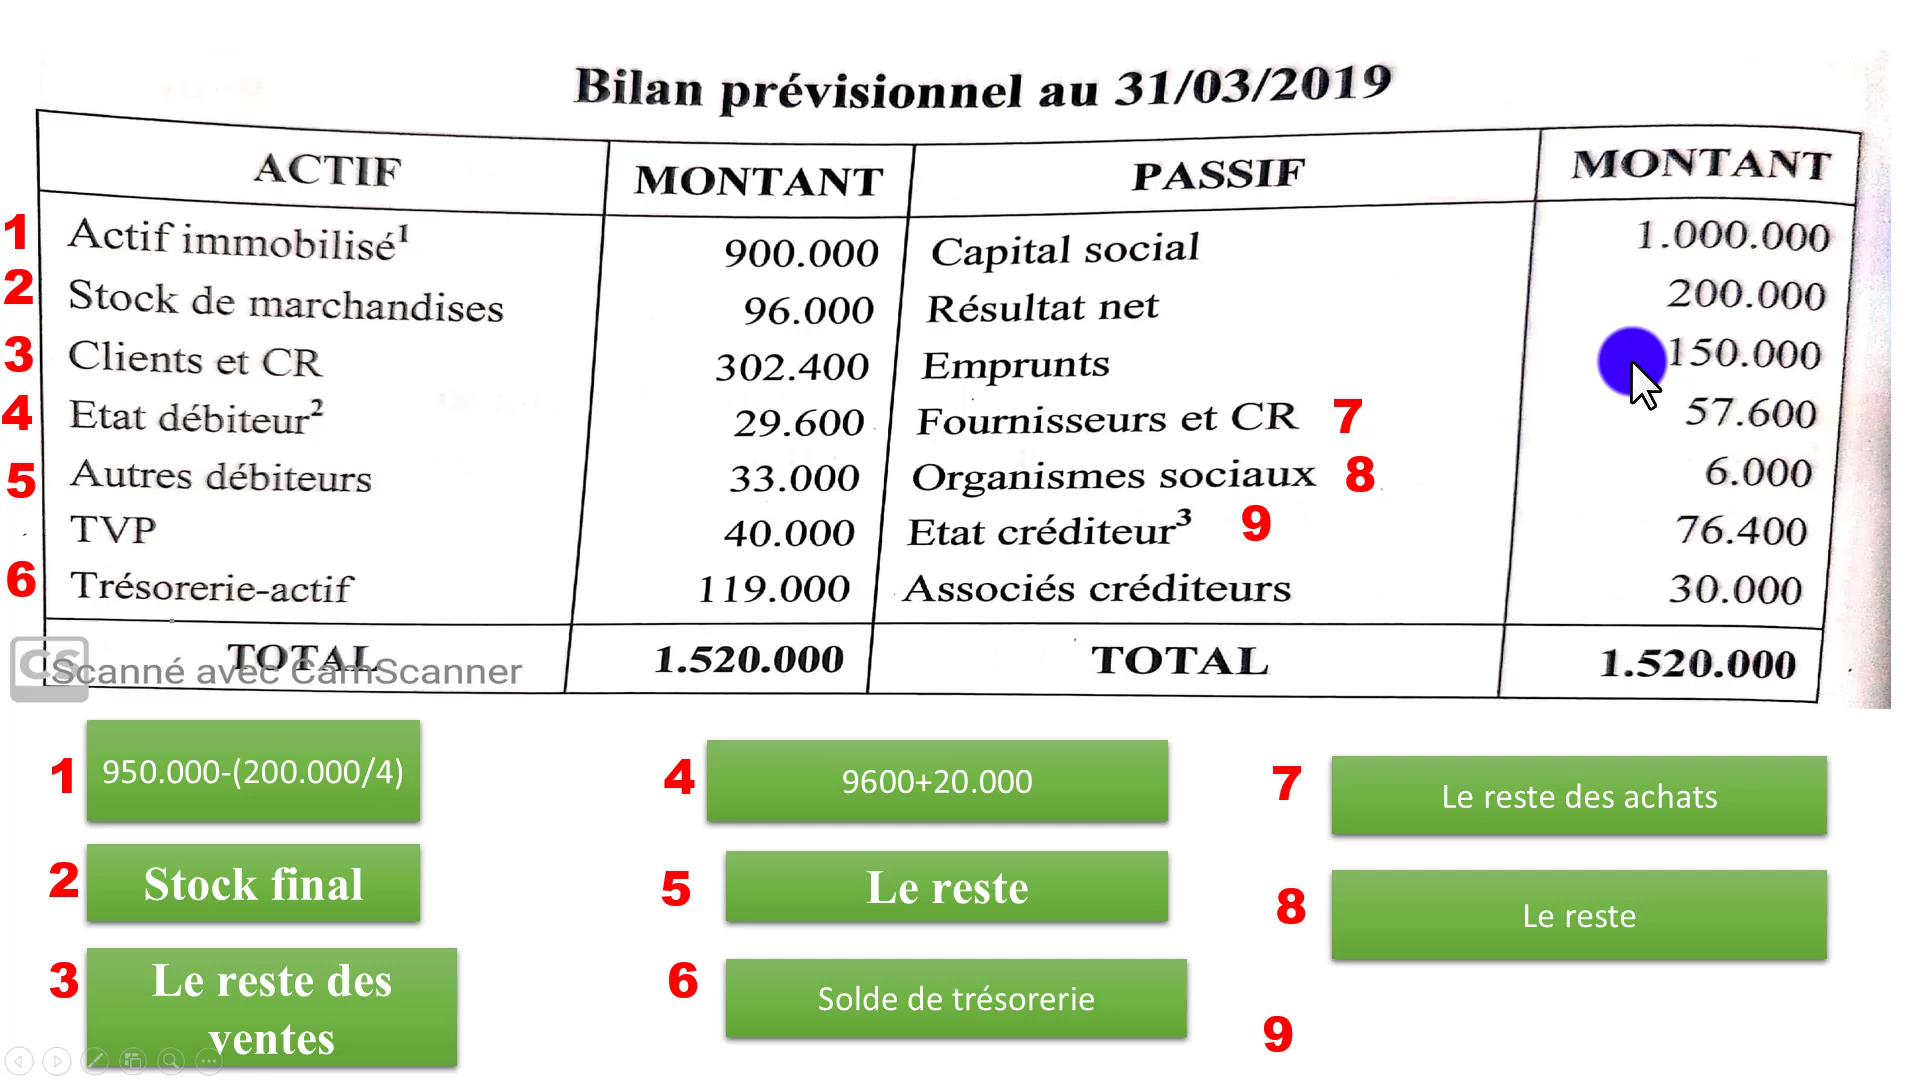 Bilan prévisionnel au 31/03/2019
ACTIF MONTANT PASSIF MONTANT
1 Actif immobilisé¹ 900.000 Capital social 1.000.000
2 Stock de marchandises 96.000 Résultat net 200.000
3 Clients et CR 302.400 Emprunts 150.000
4 Etat débiteur² 29.600 Fournisseurs et CR 7 57.600
5 Autres débiteurs 33.000 Organismes sociaux 8 6.000
TVP 40.000 Etat créditeur³ 9 76.400
6 Trésorerie-actif 119.000 Associés créditeurs 30.000
TOTAL 1.520.000 TOTAL 1.520.000
CS Scanné avec CamScanner
1 950.000-(200.000/4)
4 9600+20.000
7 Le reste des achats
2 Stock final
5 Le reste
8 Le reste
3 Le reste des
ventes
6 Solde de trésorerie
9